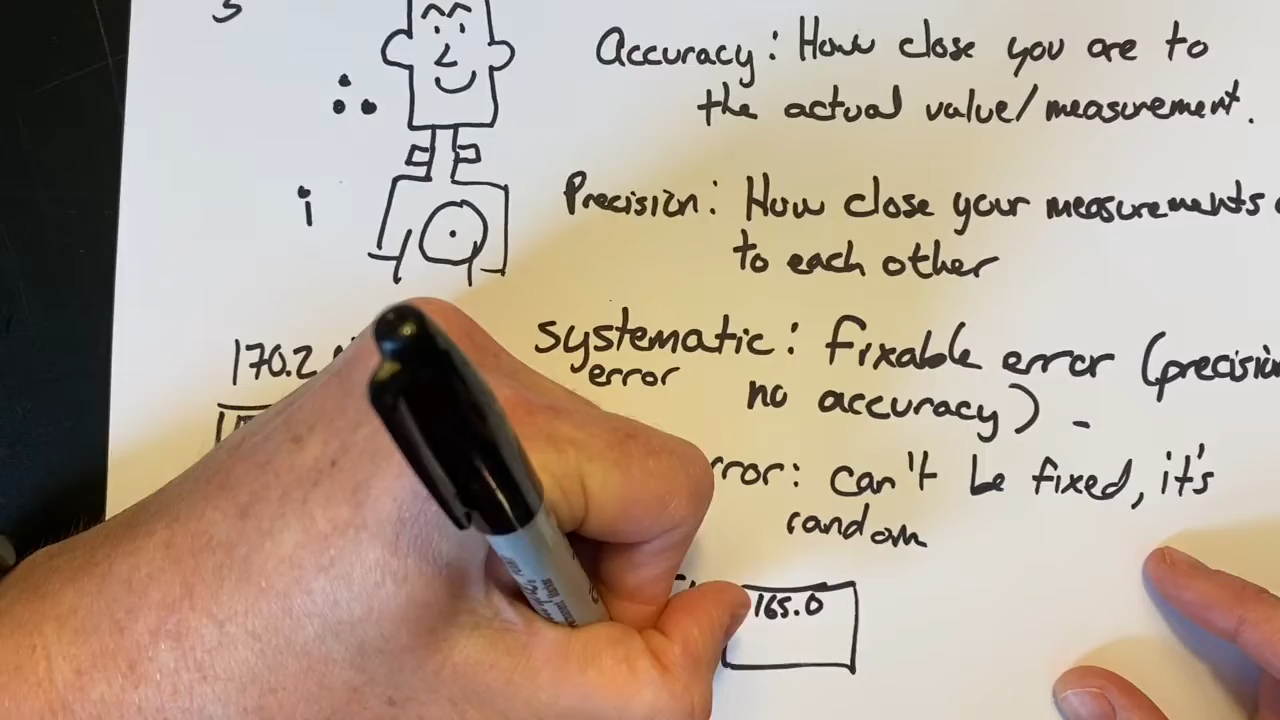 Accuracy: How close you are to
the actual value/measurement.
Precision: How close your measurements
to each other
i
systematic: fixable error (precision
error no accuracy).
170.2
rror: can't be fixed, it's
random
165.0